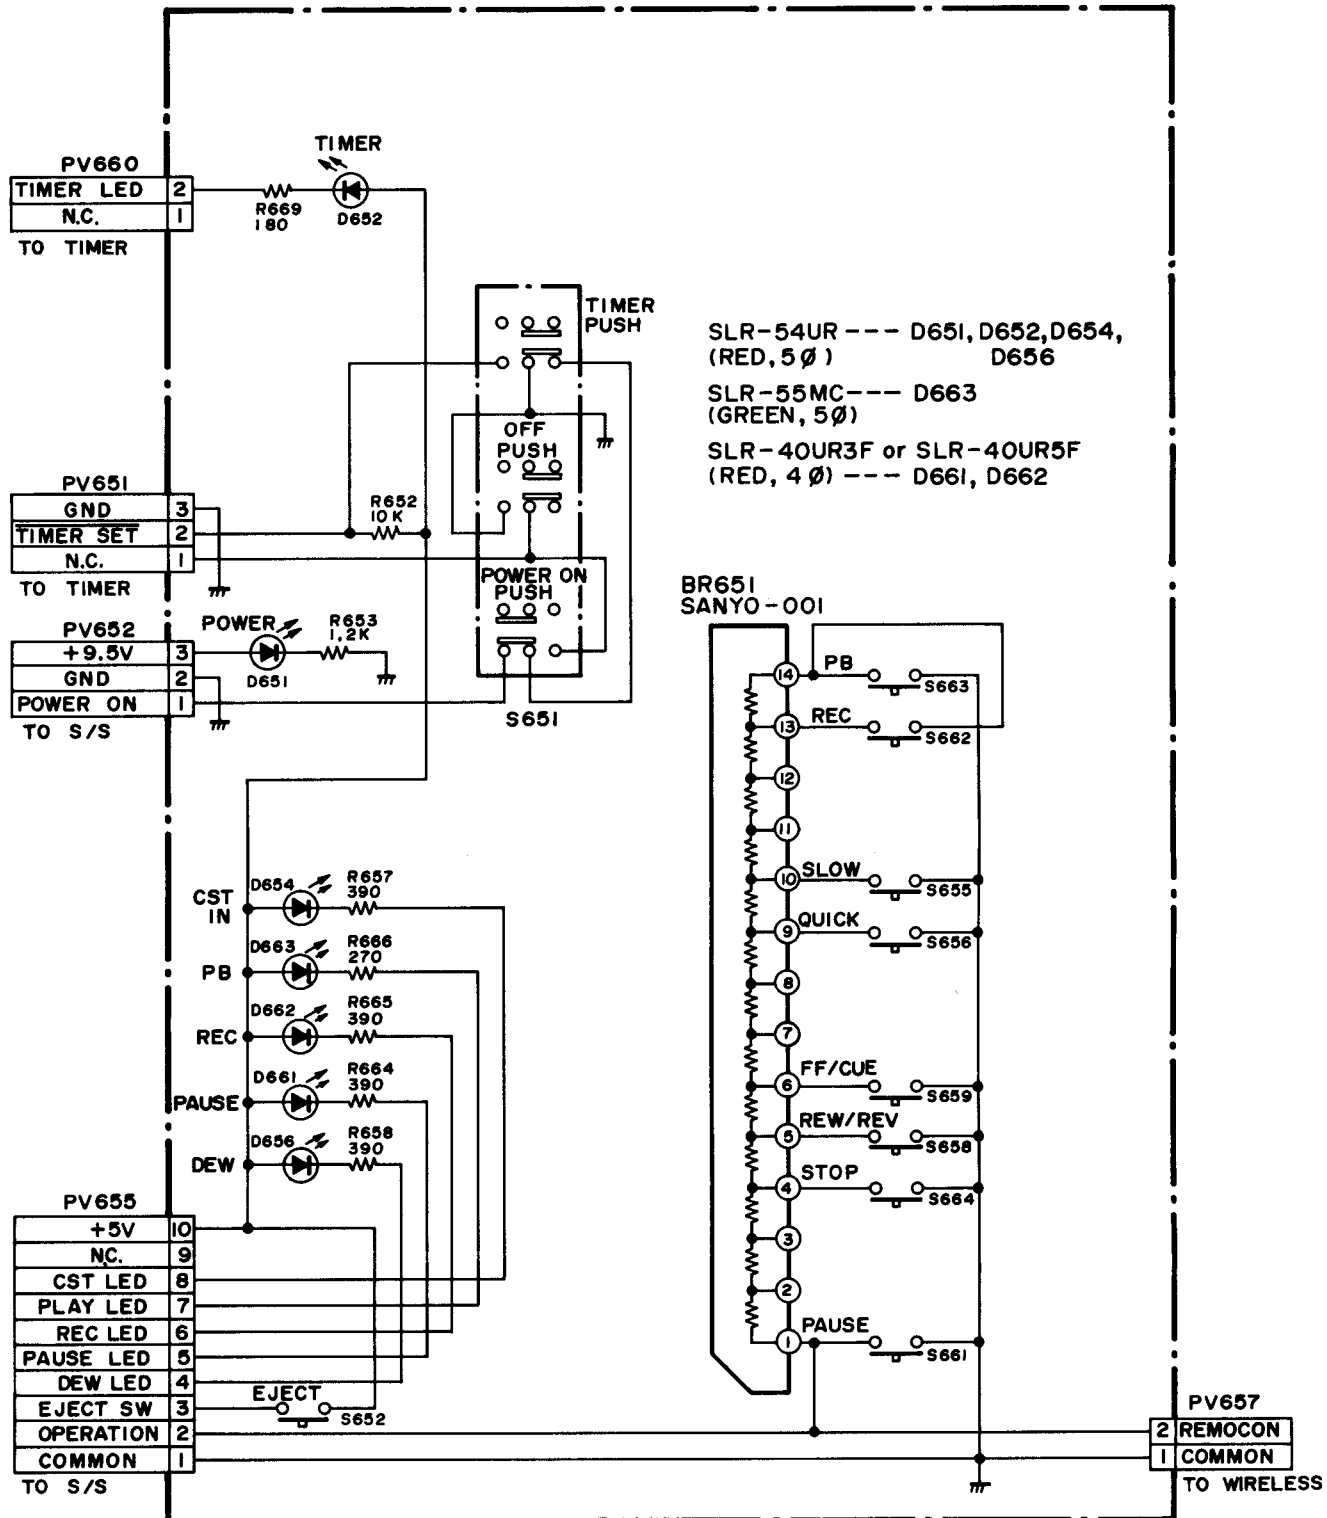 TIMER
PV660
TIMER LED 2
N.C. 1
TO TIMER
R669
180
D652
TIMER
PUSH
OFF
PUSH
POWER ON
PUSH
S651
SLR-54UR --- D651, D652, D654,
(RED, 5Ø) D656
SLR-55MC --- D663
(GREEN, 5Ø)
SLR-40UR3F or SLR-40UR5F
(RED, 4Ø) --- D661, D662
PV651
GND 3
TIMER SET 2
N.C. 1
TO TIMER
R652
10K
PV652
+9.5V 3
GND 2
POWER ON 1
TO S/S
POWER
D651
R653
1.2K
BR651
SANYO-001
14 PB S663
13 REC S662
12
11
10 SLOW S655
9 QUICK S656
8
7
6 FF/CUE S659
5 REW/REV S658
4 STOP S664
3
2
1 PAUSE S661
CST
IN
D654
R657
390
PB
D663
R666
270
REC
D662
R665
390
PAUSE
D661
R664
390
DEW
D656
R658
390
PV655
+5V 10
N.C. 9
CST LED 8
PLAY LED 7
REC LED 6
PAUSE LED 5
DEW LED 4
EJECT SW 3
OPERATION 2
COMMON 1
TO S/S
EJECT
S652
PV657
2 REMOCON
1 COMMON
TO WIRELESS